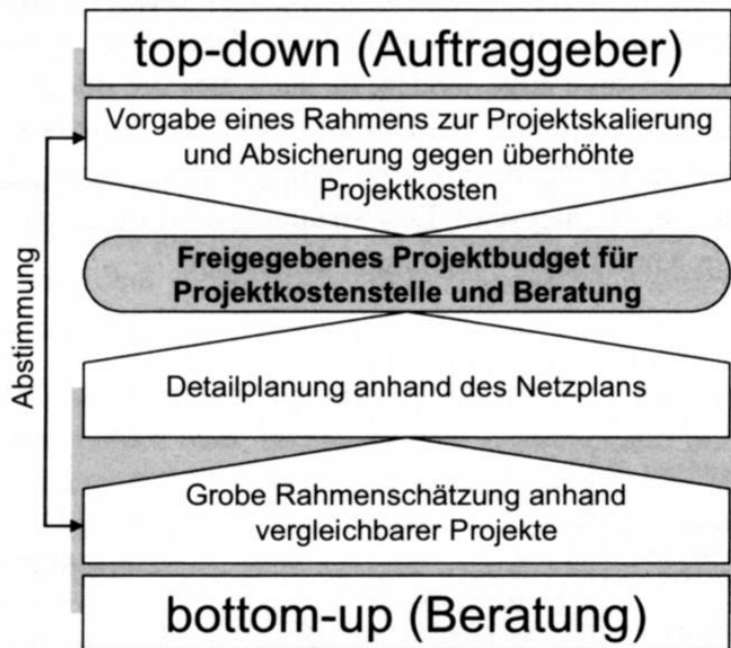 top-down (Auftraggeber)
Vorgabe eines Rahmens zur Projektskalierung
und Absicherung gegen überhöhte
Projektkosten
Freigegebenes Projektbudget für
Projektkostenstelle und Beratung
Abstimmung
Detailplanung anhand des Netzplans
Grobe Rahmenschätzung anhand
vergleichbarer Projekte
bottom-up (Beratung)